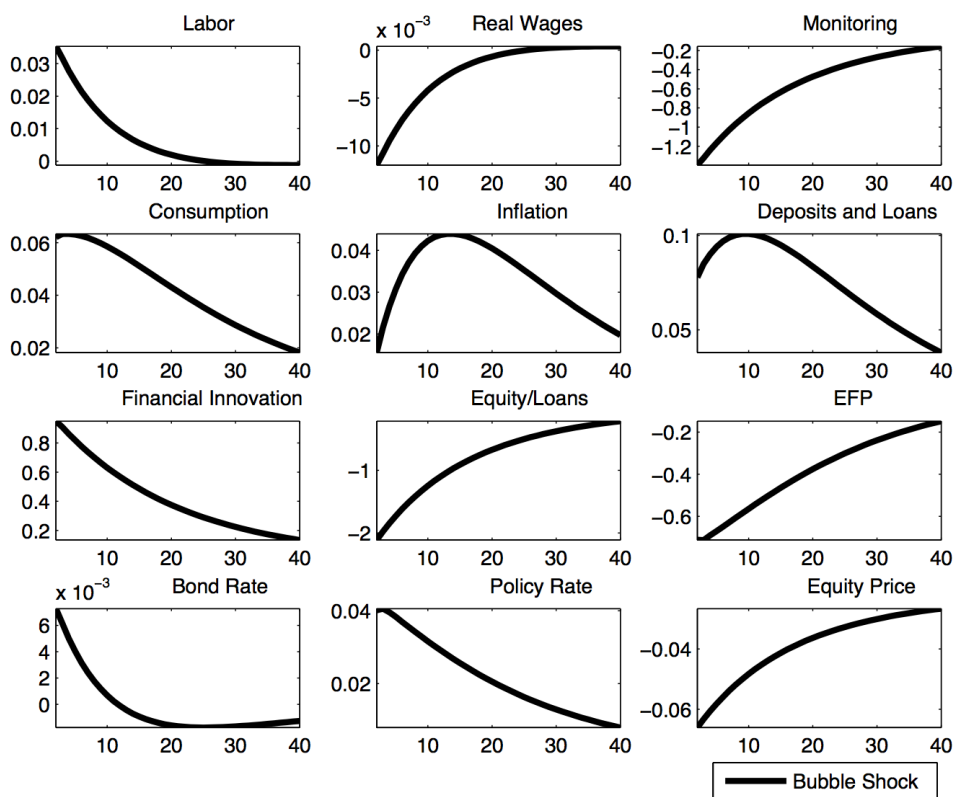 Labor
0.03
0.02
0.01
0
10 20 30 40
Real Wages
x 10⁻³
0
−5
−10
10 20 30 40
Monitoring
−0.2
−0.4
−0.6
−0.8
−1
−1.2
10 20 30 40
Consumption
0.06
0.04
0.02
10 20 30 40
Inflation
0.04
0.03
0.02
10 20 30 40
Deposits and Loans
0.1
0.05
10 20 30 40
Financial Innovation
0.8
0.6
0.4
0.2
10 20 30 40
Equity/Loans
−1
−2
10 20 30 40
EFP
−0.2
−0.4
−0.6
10 20 30 40
Bond Rate
x 10⁻³
6
4
2
0
10 20 30 40
Policy Rate
0.04
0.02
10 20 30 40
Equity Price
−0.04
−0.06
10 20 30 40
Bubble Shock